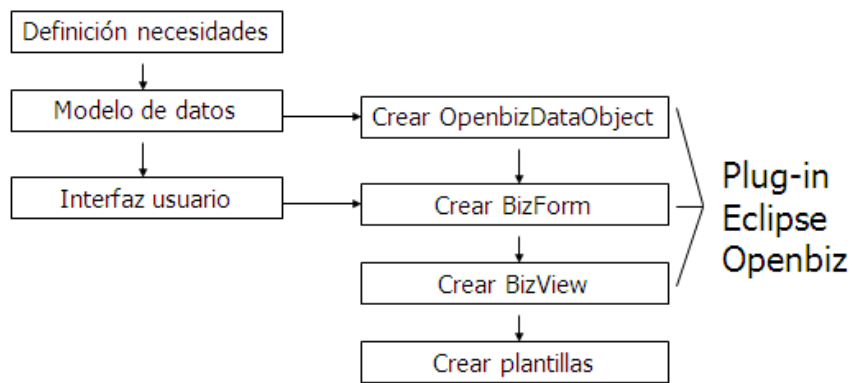 Definición necesidades
Modelo de datos
Crear OpenbizDataObject
Interfaz usuario
Crear BizForm
Crear BizView
Crear plantillas
Plug-in
Eclipse
Openbiz